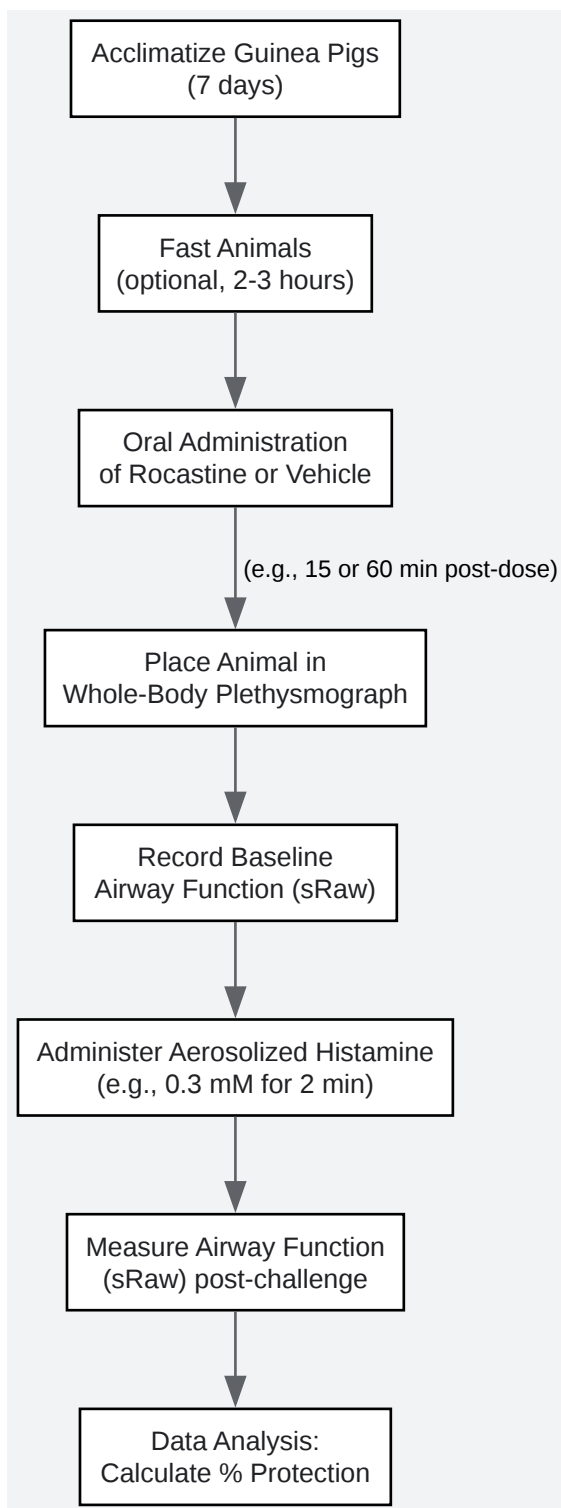 Acclimatize Guinea Pigs
(7 days)
Fast Animals
(optional, 2-3 hours)
Oral Administration
of Rocastine or Vehicle
(e.g., 15 or 60 min post-dose)
Place Animal in
Whole-Body Plethysmograph
Record Baseline
Airway Function (sRaw)
Administer Aerosolized Histamine
(e.g., 0.3 mM for 2 min)
Measure Airway Function
(sRaw) post-challenge
Data Analysis:
Calculate % Protection